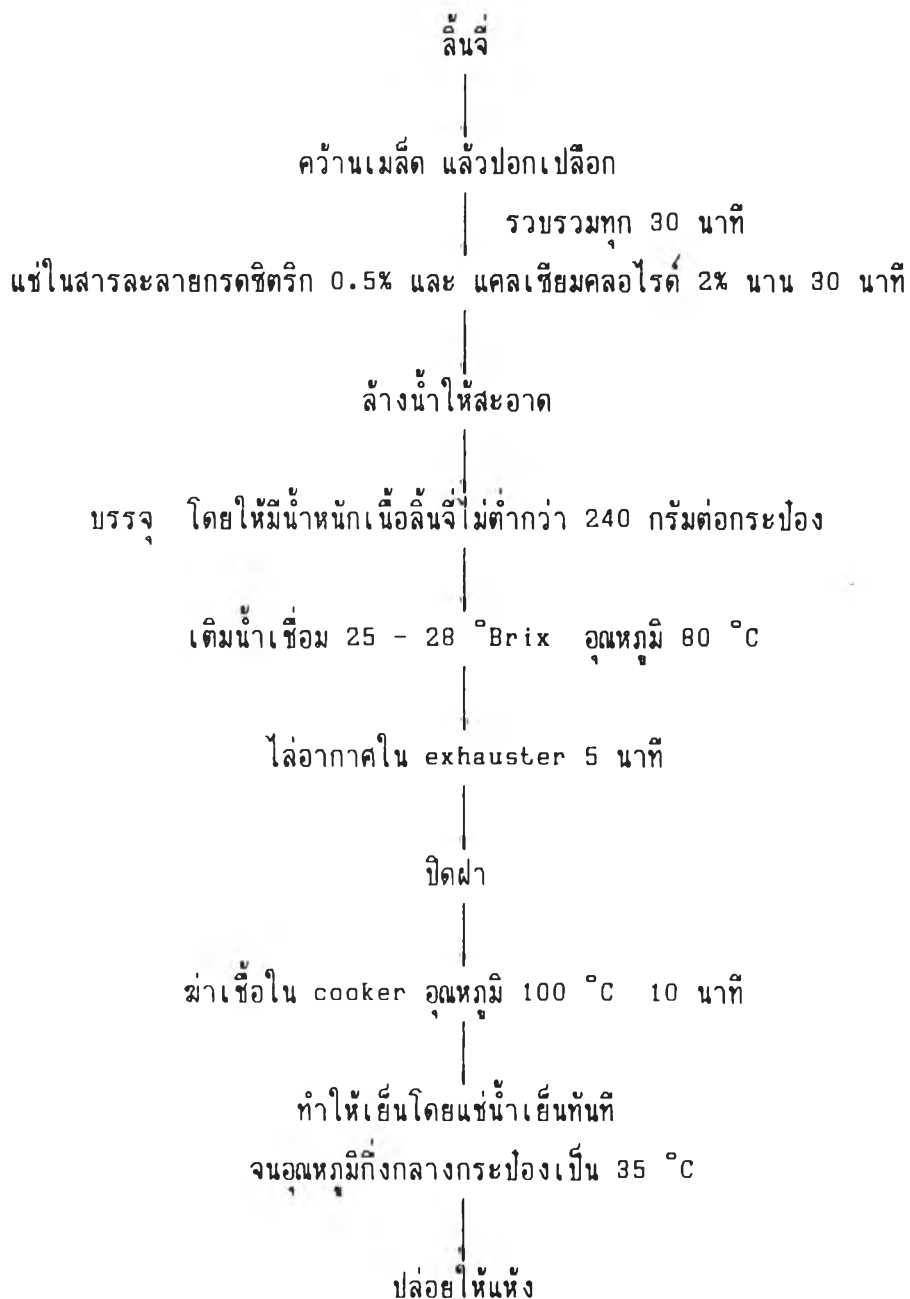 ลิ้นจี่
คว้านเมล็ด แล้วปอกเปลือก
รวบรวมทุก 30 นาที
แช่ในสารละลายกรดซิตริก 0.5% และ แคลเซียมคลอไรด์ 2% นาน 30 นาที
ล้างน้ำให้สะอาด
บรรจุ โดยให้มีน้ำหนักเนื้อลิ้นจี่ไม่ต่ำกว่า 240 กรัมต่อกระป๋อง
เติมน้ำเชื่อม 25 - 28 °Brix อุณหภูมิ 80 °C
ไล่อากาศใน exhauster 5 นาที
ปิดฝา
ฆ่าเชื้อใน cooker อุณหภูมิ 100 °C 10 นาที
ทำให้เย็นโดยแช่น้ำเย็นทันที
จนอุณหภูมิกึ่งกลางกระป๋องเป็น 35 °C
ปล่อยให้แห้ง